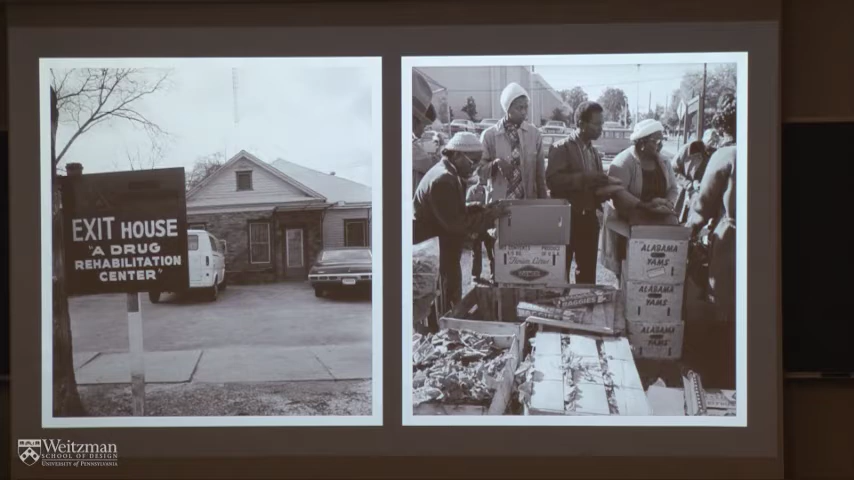 EXIT HOUSE
"A DRUG
REHABILITATION
CENTER"
ALABAMA
YAMS
ALABAMA
YAMS
ALABAMA
YAMS
Weitzman
SCHOOL OF DESIGN
UNIVERSITY OF PENNSYLVANIA